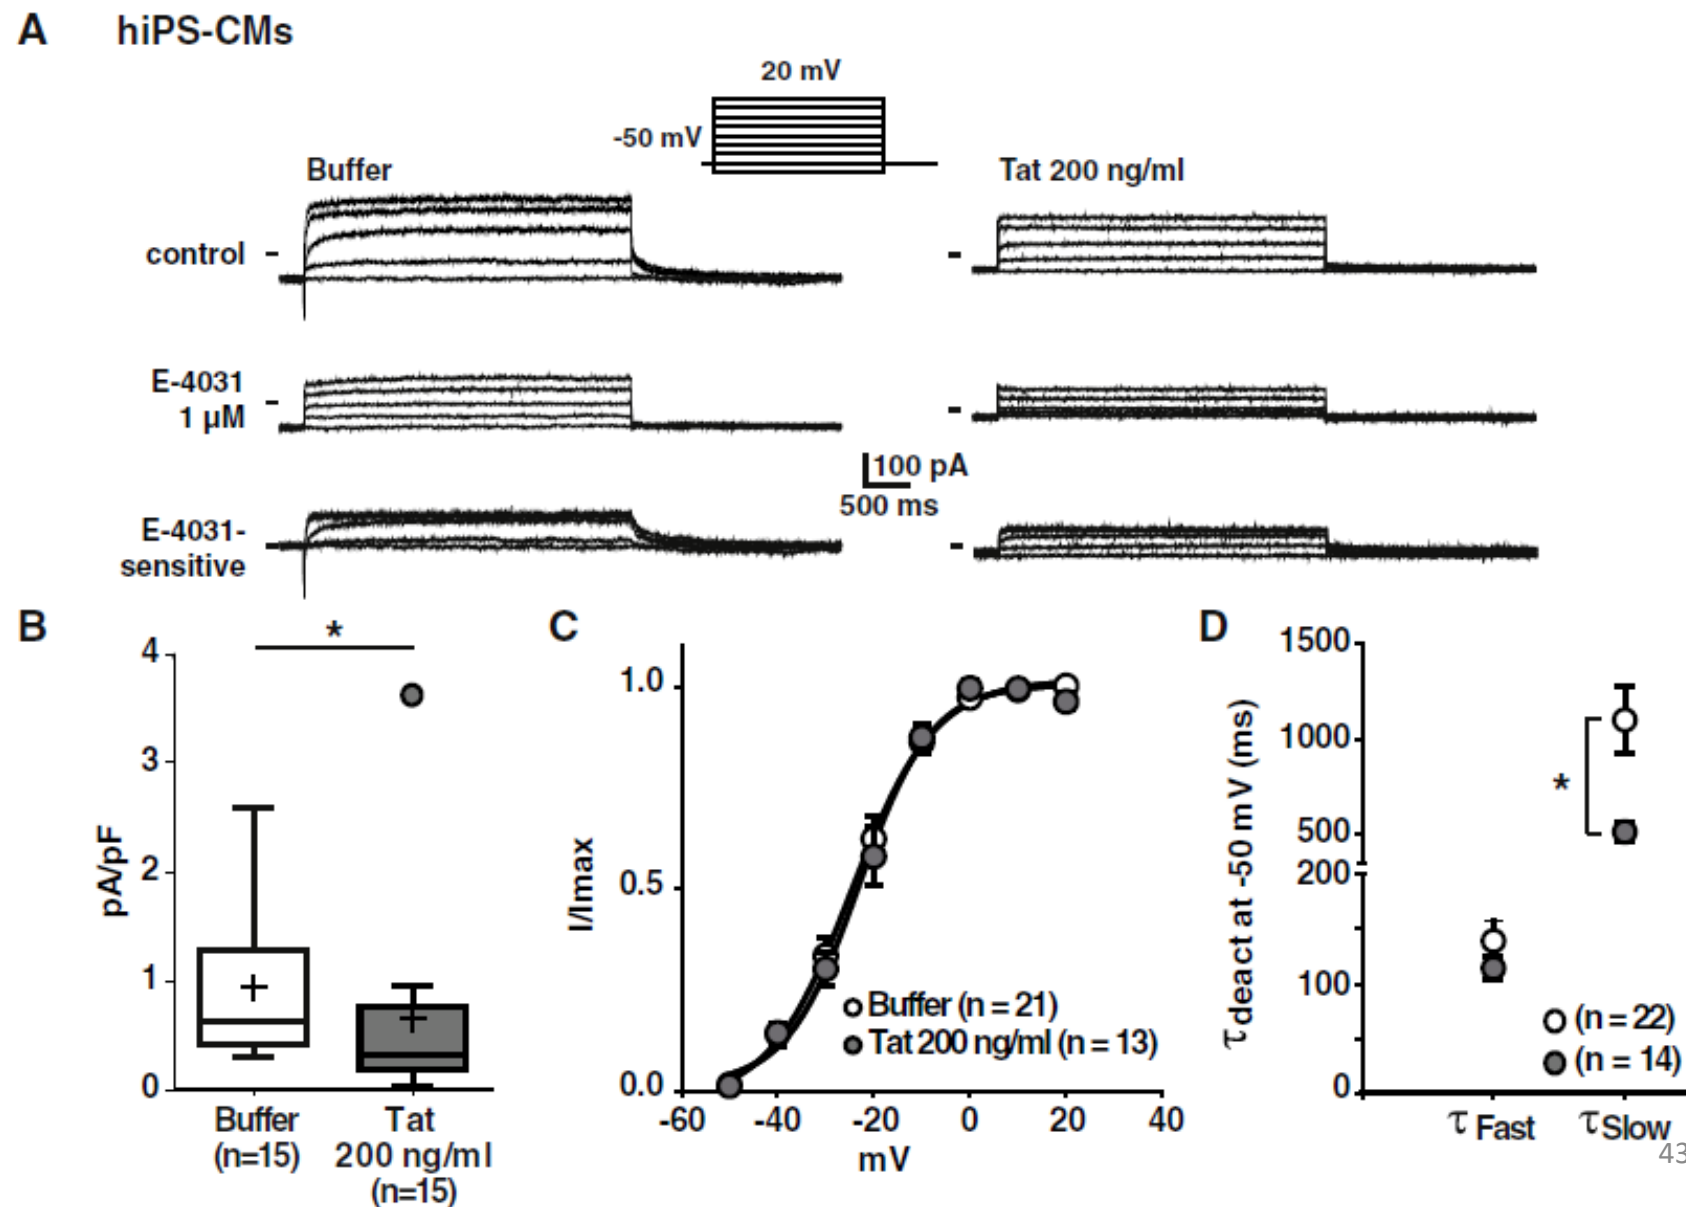 A hiPS-CMs
20 mV
-50 mV
Buffer
Tat 200 ng/ml
control
E-4031
1 µM
100 pA
500 ms
E-4031-
sensitive
B
*
4
3
2
1
0
pA/pF
Buffer
(n=15)
Tat
200 ng/ml
(n=15)
C
1.0
0.5
0.0
I/Imax
Buffer (n = 21)
Tat 200 ng/ml (n = 13)
-60 -40 -20 0 20 40
mV
D
1500
1000
500
200
100
0
τdeact at -50 mV (ms)
*
(n = 22)
(n = 14)
τ Fast τSlow
43